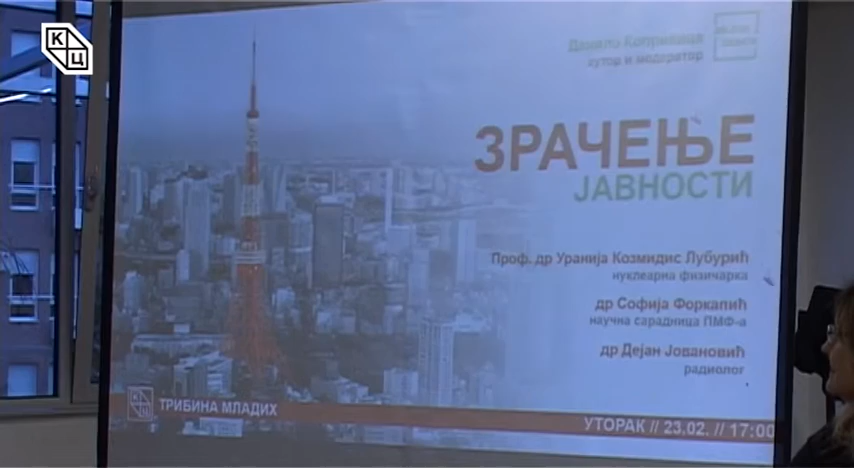 КЦ
Данило Копривица
аутор и модератор
ЗРАЧЕЊЕ
ЈАВНОСТИ
Проф. др Уранија Козмидис Лубурић
нуклеарна физичарка
др Софија Форкапић
научна сарадница ПМФ-а
др Дејан Јовановић
радиолог
КЦ
ТРИБИНА МЛАДИХ
УТОРАК // 23.02. // 17:00